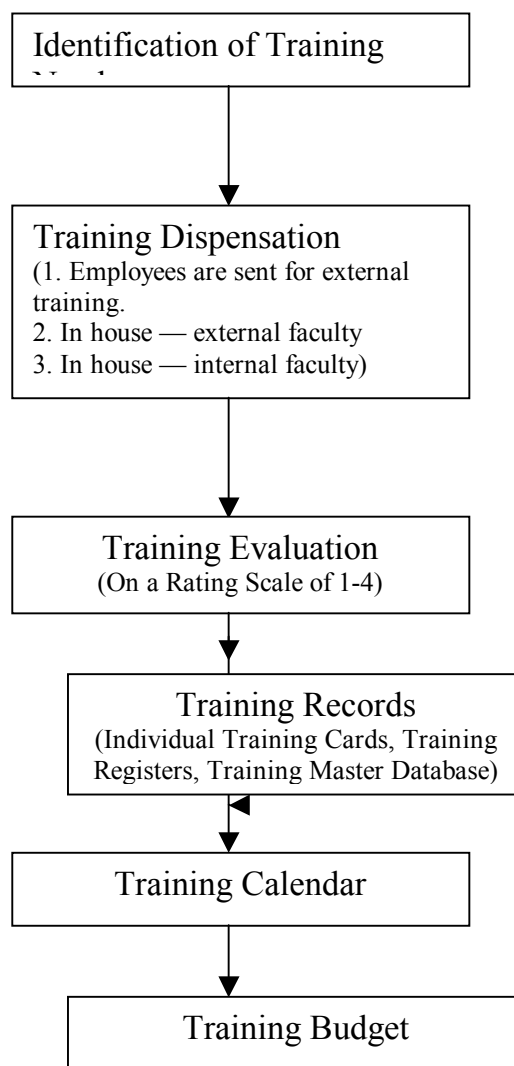 Identification of Training
Training Dispensation
(1. Employees are sent for external
training.
2. In house — external faculty
3. In house — internal faculty)
Training Evaluation
(On a Rating Scale of 1-4)
Training Records
(Individual Training Cards, Training
Registers, Training Master Database)
Training Calendar
Training Budget